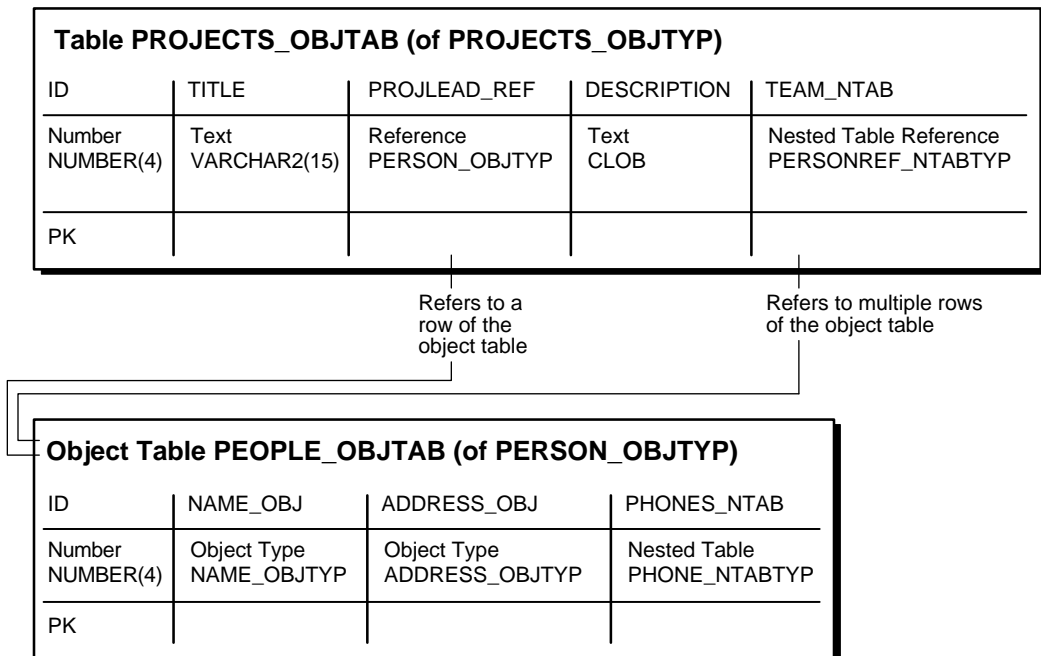 Table PROJECTS_OBJTAB (of PROJECTS_OBJTYP)
ID TITLE PROJLEAD_REF DESCRIPTION TEAM_NTAB
Number Text Reference Text Nested Table Reference
NUMBER(4) VARCHAR2(15) PERSON_OBJTYP CLOB PERSONREF_NTABTYP
PK
Refers to a
row of the
object table
Refers to multiple rows
of the object table
Object Table PEOPLE_OBJTAB (of PERSON_OBJTYP)
ID NAME_OBJ ADDRESS_OBJ PHONES_NTAB
Number Object Type Object Type Nested Table
NUMBER(4) NAME_OBJTYP ADDRESS_OBJTYP PHONE_NTABTYP
PK